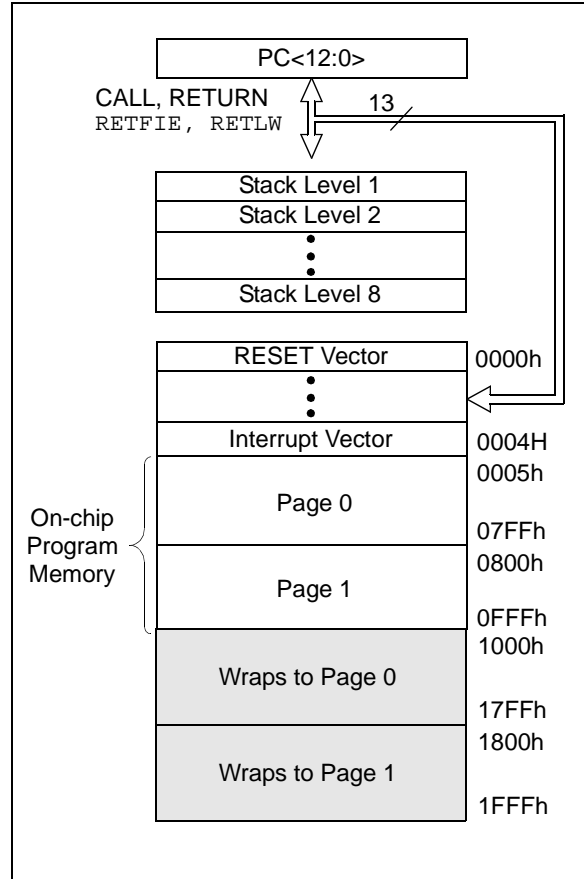 PC<12:0>
CALL, RETURN
RETFIE, RETLW
13
Stack Level 1
Stack Level 2
Stack Level 8
RESET Vector
0000h
Interrupt Vector
0004H
0005h
On-chip
Program
Memory
Page 0
07FFh
0800h
Page 1
0FFFh
1000h
Wraps to Page 0
17FFh
1800h
Wraps to Page 1
1FFFh